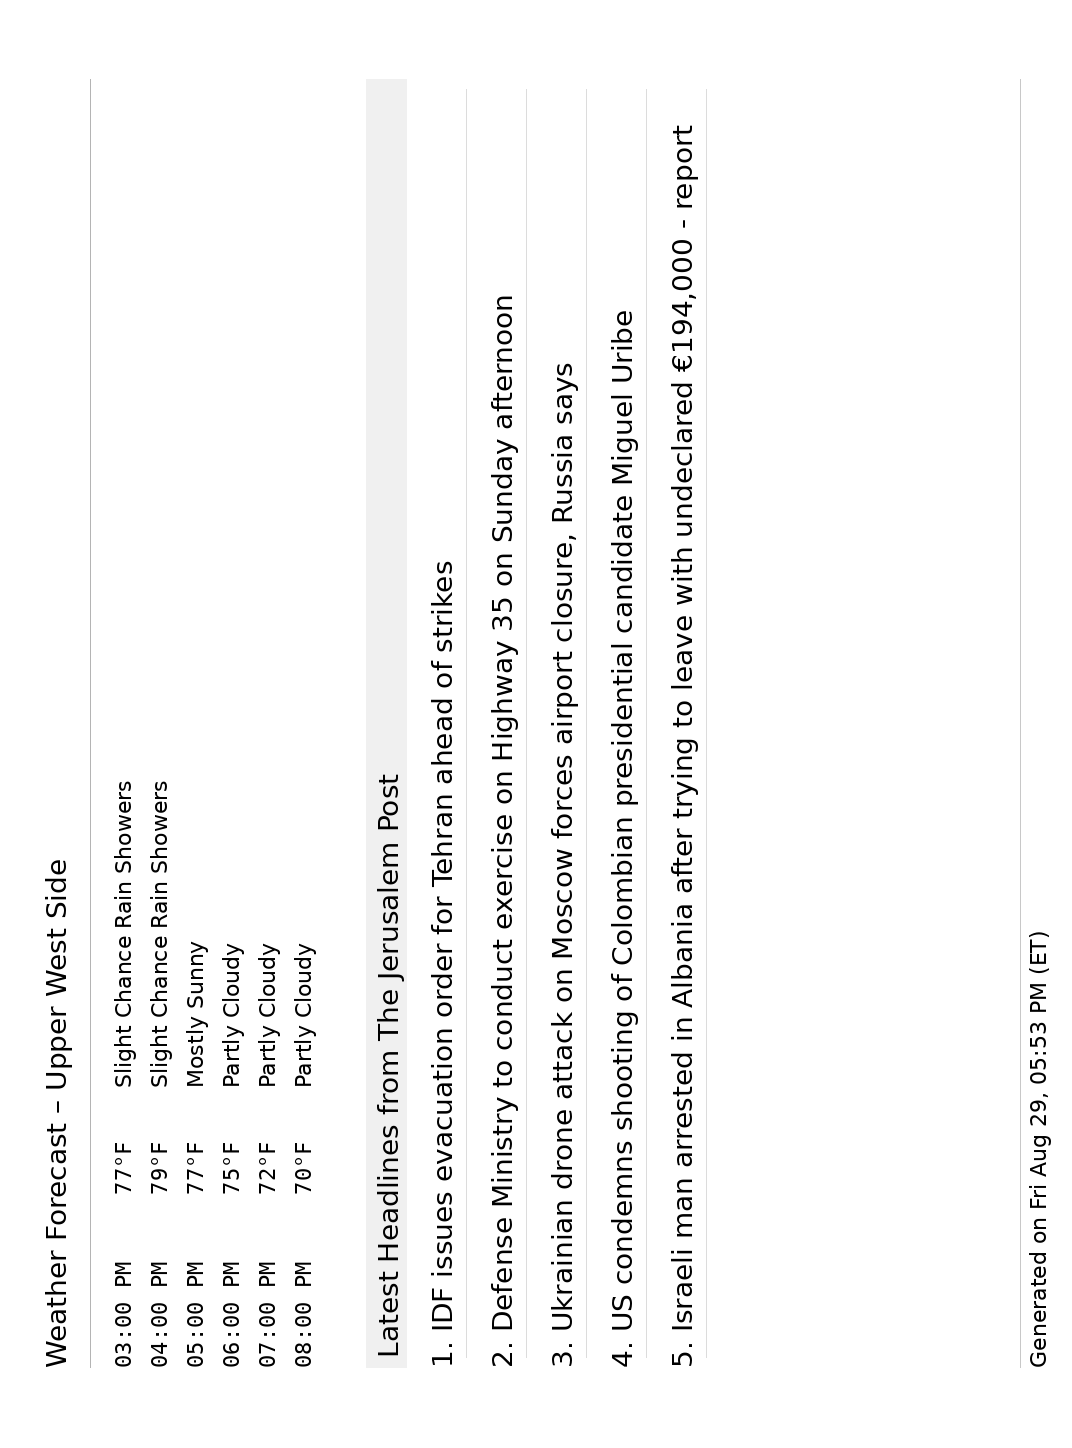 Weather Forecast – Upper West Side
03:00 PM 77°F Slight Chance Rain Showers
04:00 PM 79°F Slight Chance Rain Showers
05:00 PM 77°F Mostly Sunny
06:00 PM 75°F Partly Cloudy
07:00 PM 72°F Partly Cloudy
08:00 PM 70°F Partly Cloudy
Latest Headlines from The Jerusalem Post
1. IDF issues evacuation order for Tehran ahead of strikes
2. Defense Ministry to conduct exercise on Highway 35 on Sunday afternoon
3. Ukrainian drone attack on Moscow forces airport closure, Russia says
4. US condemns shooting of Colombian presidential candidate Miguel Uribe
5. Israeli man arrested in Albania after trying to leave with undeclared €194,000 - report
Generated on Fri Aug 29, 05:53 PM (ET)